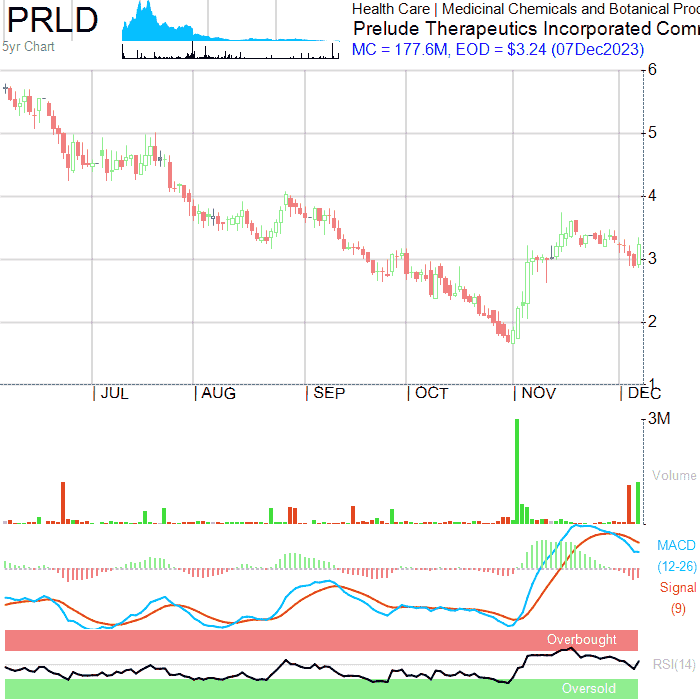 PRLD
5yr Chart
Health Care | Medicinal Chemicals and Botanical Proc
Prelude Therapeutics Incorporated Comm
MC = 177.6M, EOD = $3.24 (07Dec2023)
6
5
4
3
2
1
JUL AUG SEP OCT NOV DEC
3M
Volume
MACD
(12-26)
Signal
(9)
Overbought
RSI(14)
Oversold